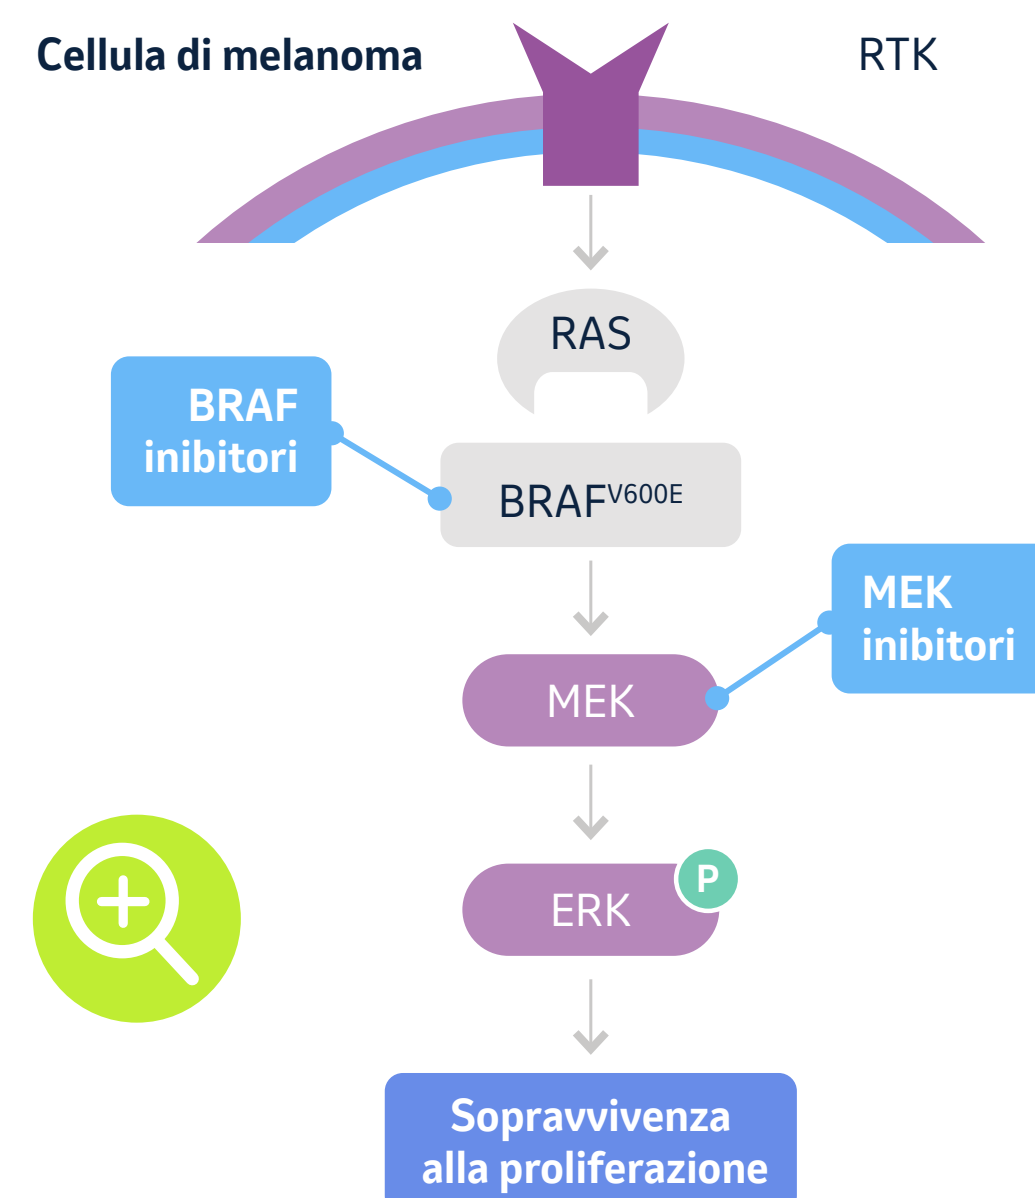 Cellula di melanoma
RTK
RAS
BRAF
inibitori
BRAFV600E
MEK
inibitori
MEK
P
ERK
Sopravvivenza
alla proliferazione